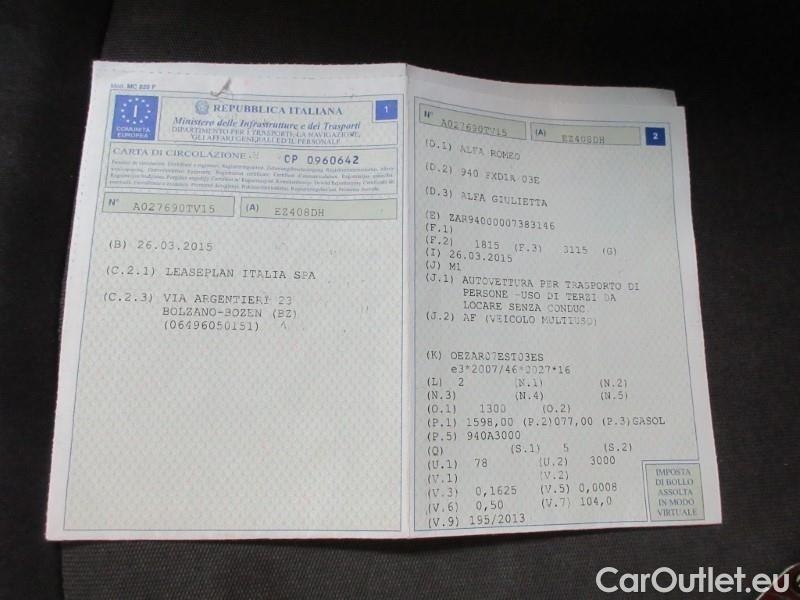 Mod. MC 820 F
I
COMUNITÀ
EUROPEA
REPUBBLICA ITALIANA
1
Ministero delle Infrastrutture e dei Trasporti
DIPARTIMENTO PER I TRASPORTI, LA NAVIGAZIONE,
GLI AFFARI GENERALI ED IL PERSONALE
CARTA DI CIRCOLAZIONE - N° CP 0960642
N° A027690TV15 (A) EZ408DH
(B) 26.03.2015
(C.2.1) LEASEPLAN ITALIA SPA
(C.2.3) VIA ARGENTIERI 23
BOLZANO-BOZEN (BZ)
(06496050151)
N° A027690TV15 (A) EZ408DH 2
(D.1) ALFA ROMEO
(D.2) 940 FXD1A 03E
(D.3) ALFA GIULIETTA
(E) ZAR94000007383146
(F.1)
(F.2) 1815 (F.3) 3115 (G)
(I) 26.03.2015
(J) M1
(J.1) AUTOVETTURA PER TRASPORTO DI
PERSONE -USO DI TERZI DA
LOCARE SENZA CONDUC.
(J.2) AF (VEICOLO MULTIUSO)
(K) OEZAR07EST03ES
e3*2007/46*0027*16
(L) 2 (N.1) (N.2)
(N.3) (N.4) (N.5)
(O.1) 1300 (O.2)
(P.1) 1598,00 (P.2)077,00 (P.3)GASOL
(P.5) 940A3000
(Q) (S.1) 5 (S.2)
(U.1) 78 (U.2) 3000
(V.1) (V.2)
(V.3) 0,1625 (V.5) 0,0008
(V.6) 0,50 (V.7) 104,0
(V.9) 195/2013
IMPOSTA
DI BOLLO
ASSOLTA
IN MODO
VIRTUALE
CarOutlet.eu